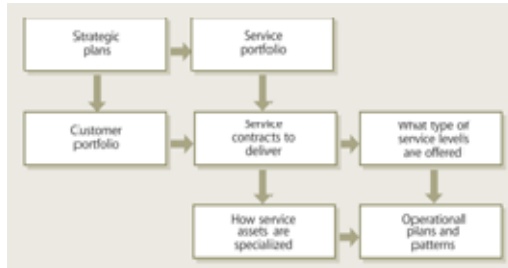 Strategic
plans
Service
portfolio
Customer
portfolio
Service
contracts to
deliver
What type of
service levels
are offered
How service
assets are
specialized
Operational
plans and
patterns